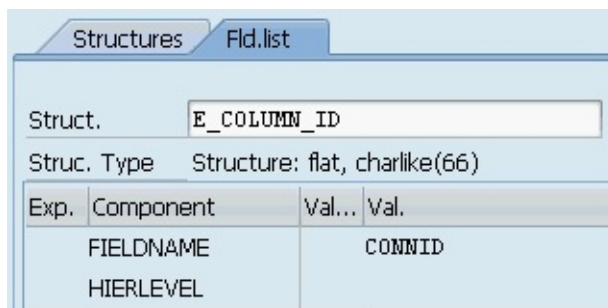 Structures Fld.list
Struct. E_COLUMN_ID
Struc. Type Structure: flat, charlike(66)
Exp. Component Val... Val.
FIELDNAME CONNID
HIERLEVEL